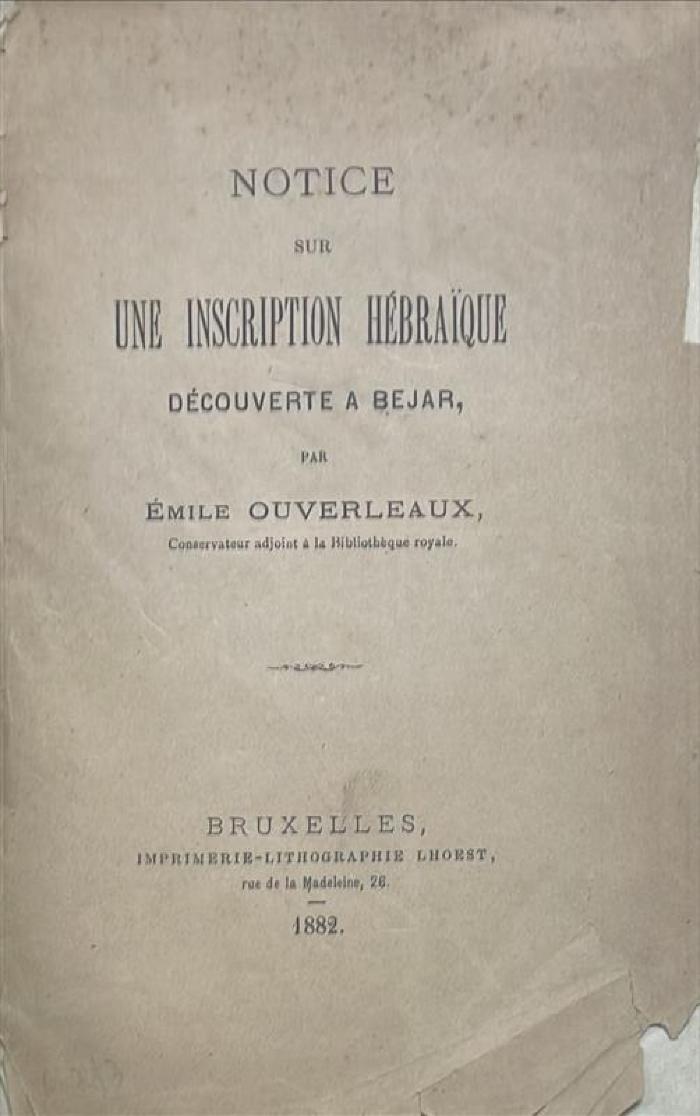 NOTICE
SUR
UNE INSCRIPTION HÉBRAÏQUE
DÉCOUVERTE A BEJAR,
PAR
ÉMILE OUVERLEAUX,
Conservateur adjoint à la Bibliothèque royale.
BRUXELLES,
IMPRIMERIE-LITHOGRAPHIE LHOEST,
rue de la Madeleine, 26.
1882.